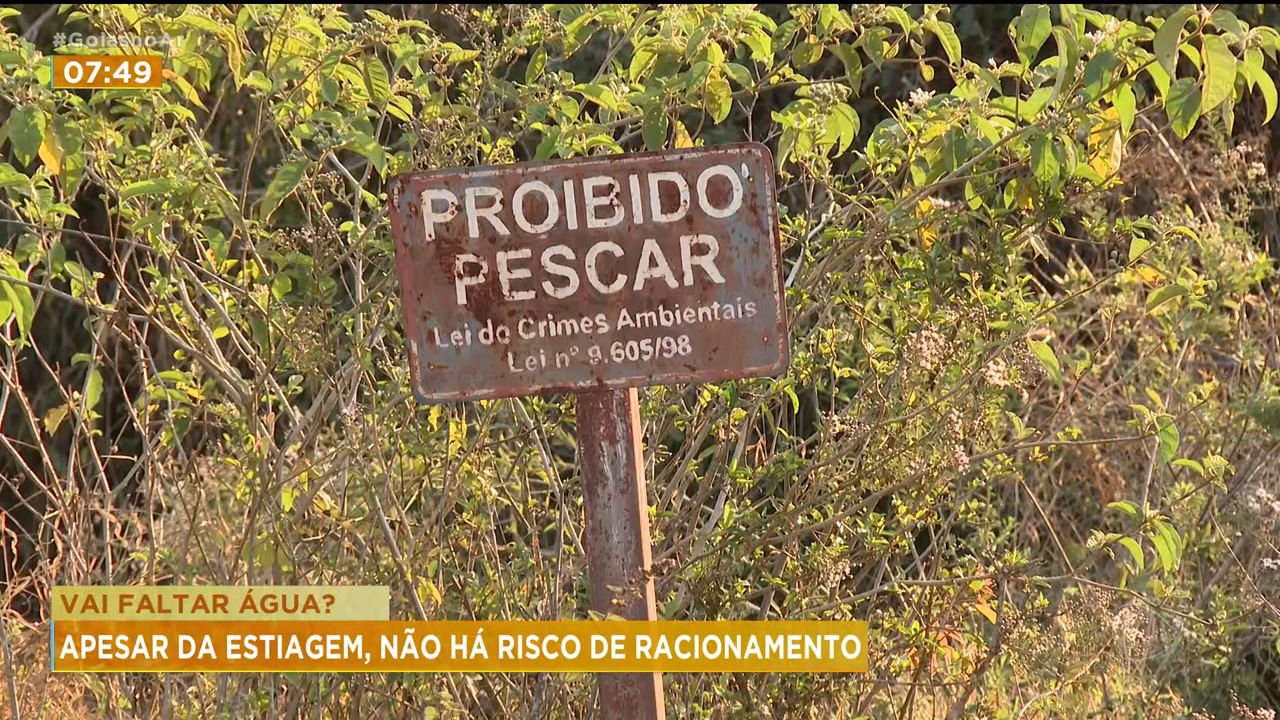 #GoiásnoAr
07:49
PROIBIDO
PESCAR
Lei do Crimes Ambientais
Lei nº 9.605/98
VAI FALTAR ÁGUA?
APESAR DA ESTIAGEM, NÃO HÁ RISCO DE RACIONAMENTO